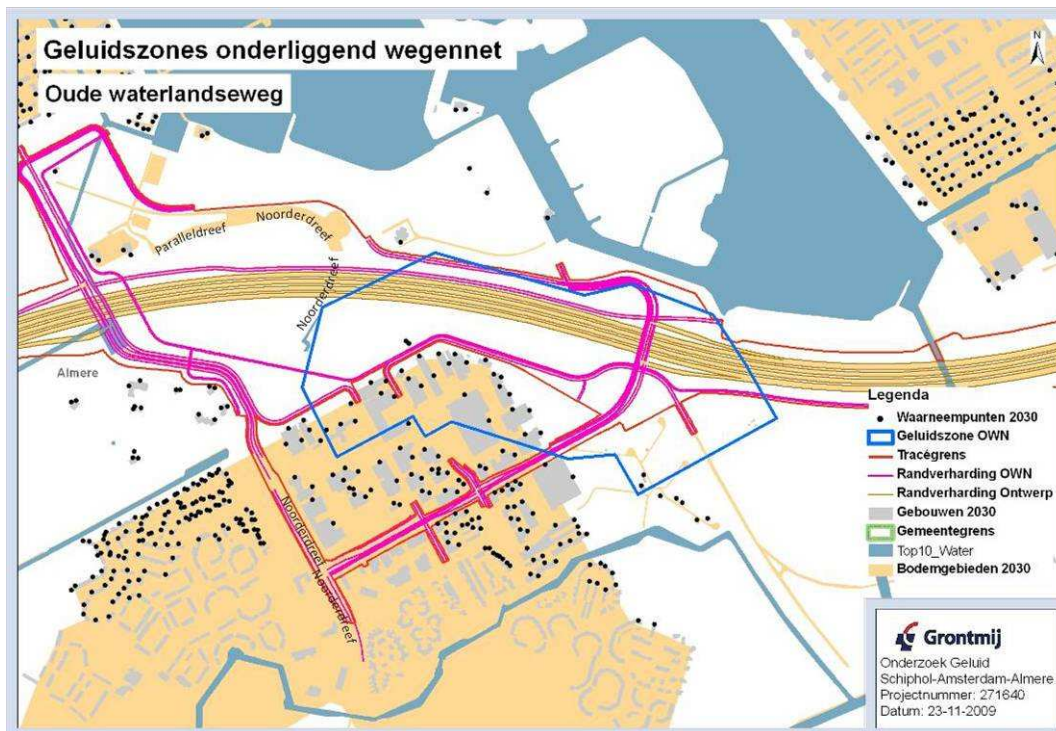 Geluidszones onderliggend wegennet
Oude waterlandseweg
N
Noorderdreef
Paralleldreef
Noorderdreef
Almere
Noorderdreef
Noorderdreef
Legenda
Waarneempunten 2030
Geluidszone OWN
Tracégrens
Randverharding OWN
Randverharding Ontwerp
Gebouwen 2030
Gemeentegrens
Top10_Water
Bodemgebieden 2030
Grontmij
Onderzoek Geluid
Schiphol-Amsterdam-Almere
Projectnummer: 271640
Datum: 23-11-2009